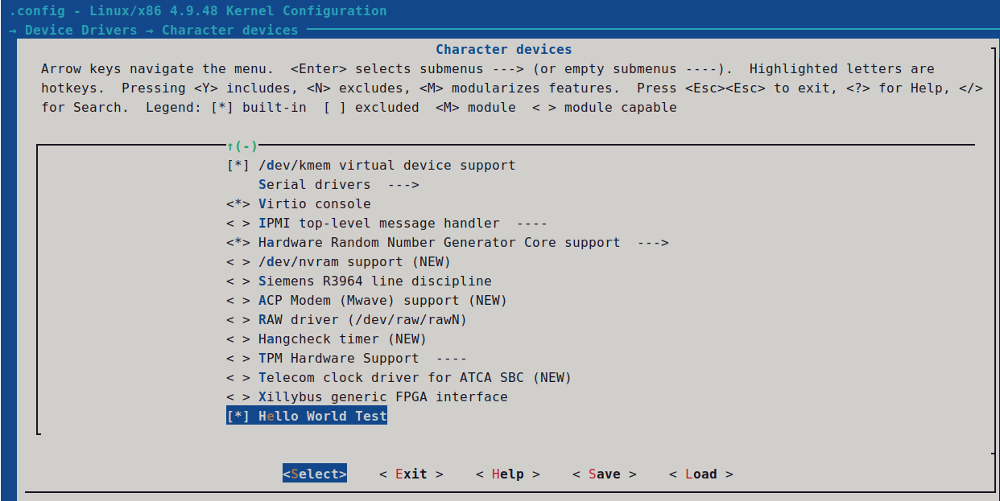 .config - Linux/x86 4.9.48 Kernel Configuration
→ Device Drivers → Character devices
Character devices
Arrow keys navigate the menu.  <Enter> selects submenus ---> (or empty submenus ----).  Highlighted letters are
hotkeys.  Pressing <Y> includes, <N> excludes, <M> modularizes features.  Press <Esc><Esc> to exit, <?> for Help, </>
for Search.  Legend: [*] built-in  [ ] excluded  <M> module  < > module capable
↑(-)
[*] /dev/kmem virtual device support
Serial drivers  --->
<*> Virtio console
< > IPMI top-level message handler  ----
<*> Hardware Random Number Generator Core support  --->
< > /dev/nvram support (NEW)
< > Siemens R3964 line discipline
< > ACP Modem (Mwave) support (NEW)
< > RAW driver (/dev/raw/rawN)
< > Hangcheck timer (NEW)
< > TPM Hardware Support  ----
< > Telecom clock driver for ATCA SBC (NEW)
< > Xillybus generic FPGA interface
[*] Hello World Test
<Select>    < Exit >    < Help >    < Save >    < Load >